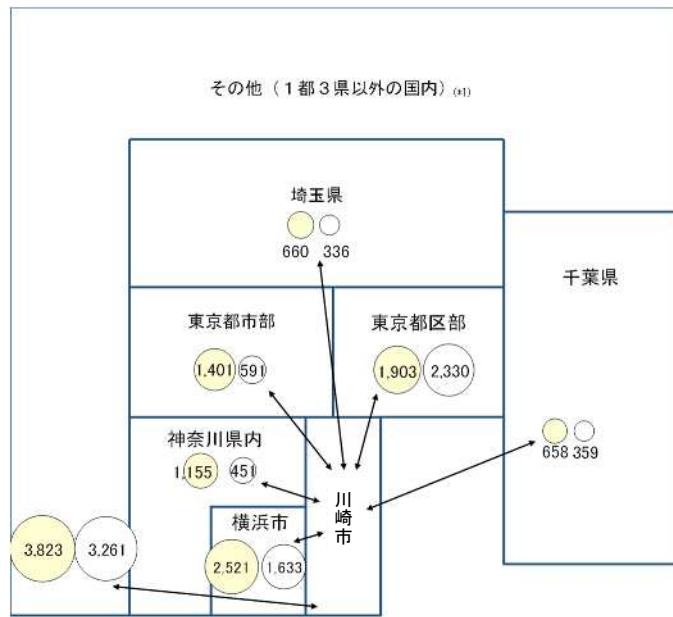 その他（１都３県以外の国内）(*1)
埼玉県
660 336
千葉県
東京都市部
東京都区部
1,401 591
1,903 2,330
神奈川県内
658 359
1,155 451
川崎市
横浜市
3,823 3,261
2,521 1,633